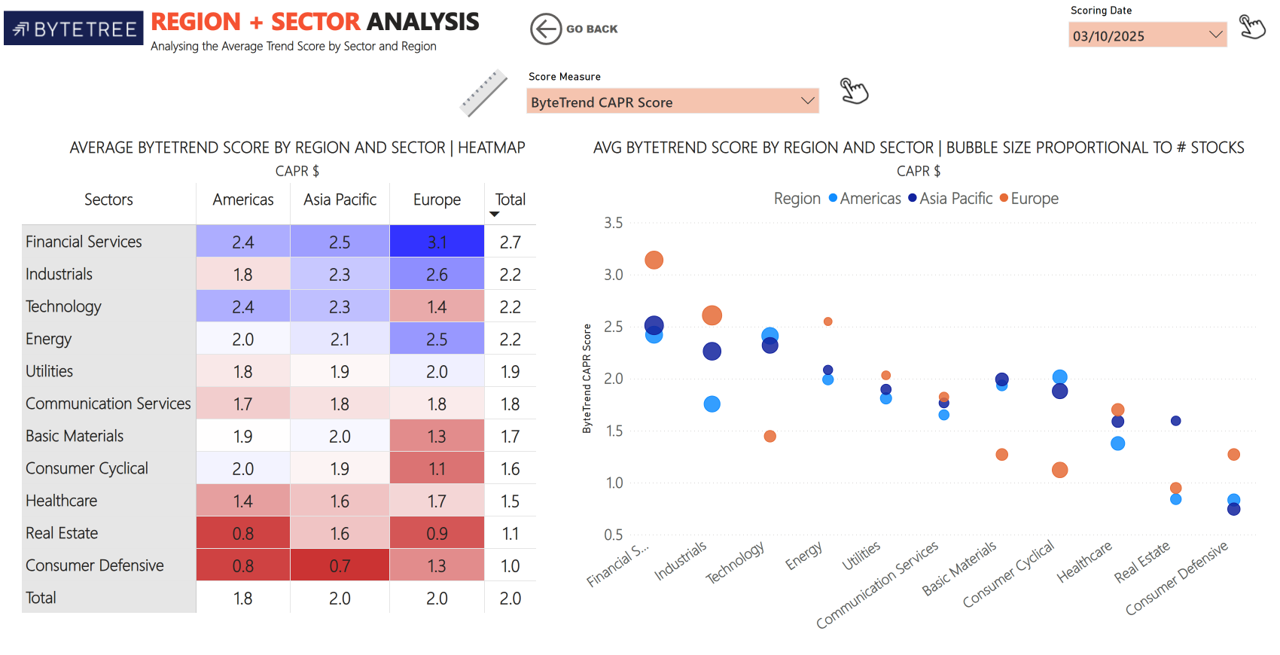 BYTETREE
REGION + SECTOR ANALYSIS
Analysing the Average Trend Score by Sector and Region
GO BACK
Scoring Date
03/10/2025
Score Measure
ByteTrend CAPR Score
AVERAGE BYTETREND SCORE BY REGION AND SECTOR | HEATMAP
CAPR $
Sectors Americas Asia Pacific Europe Total
Financial Services 2.4 2.5 3.1 2.7
Industrials 1.8 2.3 2.6 2.2
Technology 2.4 2.3 1.4 2.2
Energy 2.0 2.1 2.5 2.2
Utilities 1.8 1.9 2.0 1.9
Communication Services 1.7 1.8 1.8 1.8
Basic Materials 1.9 2.0 1.3 1.7
Consumer Cyclical 2.0 1.9 1.1 1.6
Healthcare 1.4 1.6 1.7 1.5
Real Estate 0.8 1.6 0.9 1.1
Consumer Defensive 0.8 0.7 1.3 1.0
Total 1.8 2.0 2.0 2.0
AVG BYTETREND SCORE BY REGION AND SECTOR | BUBBLE SIZE PROPORTIONAL TO # STOCKS
CAPR $
Region Americas Asia Pacific Europe
ByteTrend CAPR Score
3.5
3.0
2.5
2.0
1.5
1.0
0.5
Financial S...
Industrials
Technology
Energy
Utilities
Communication Services
Basic Materials
Consumer Cyclical
Healthcare
Real Estate
Consumer Defensive